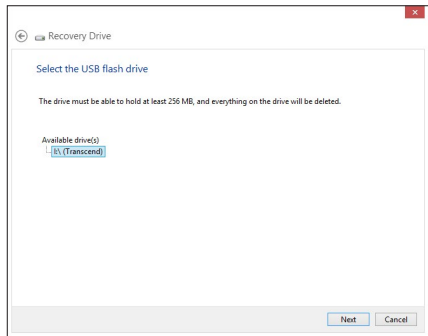 Recovery Drive
Select the USB flash drive
The drive must be able to hold at least 256 MB, and everything on the drive will be deleted.
Available drive(s)
I:\ (Transcend)
Next Cancel